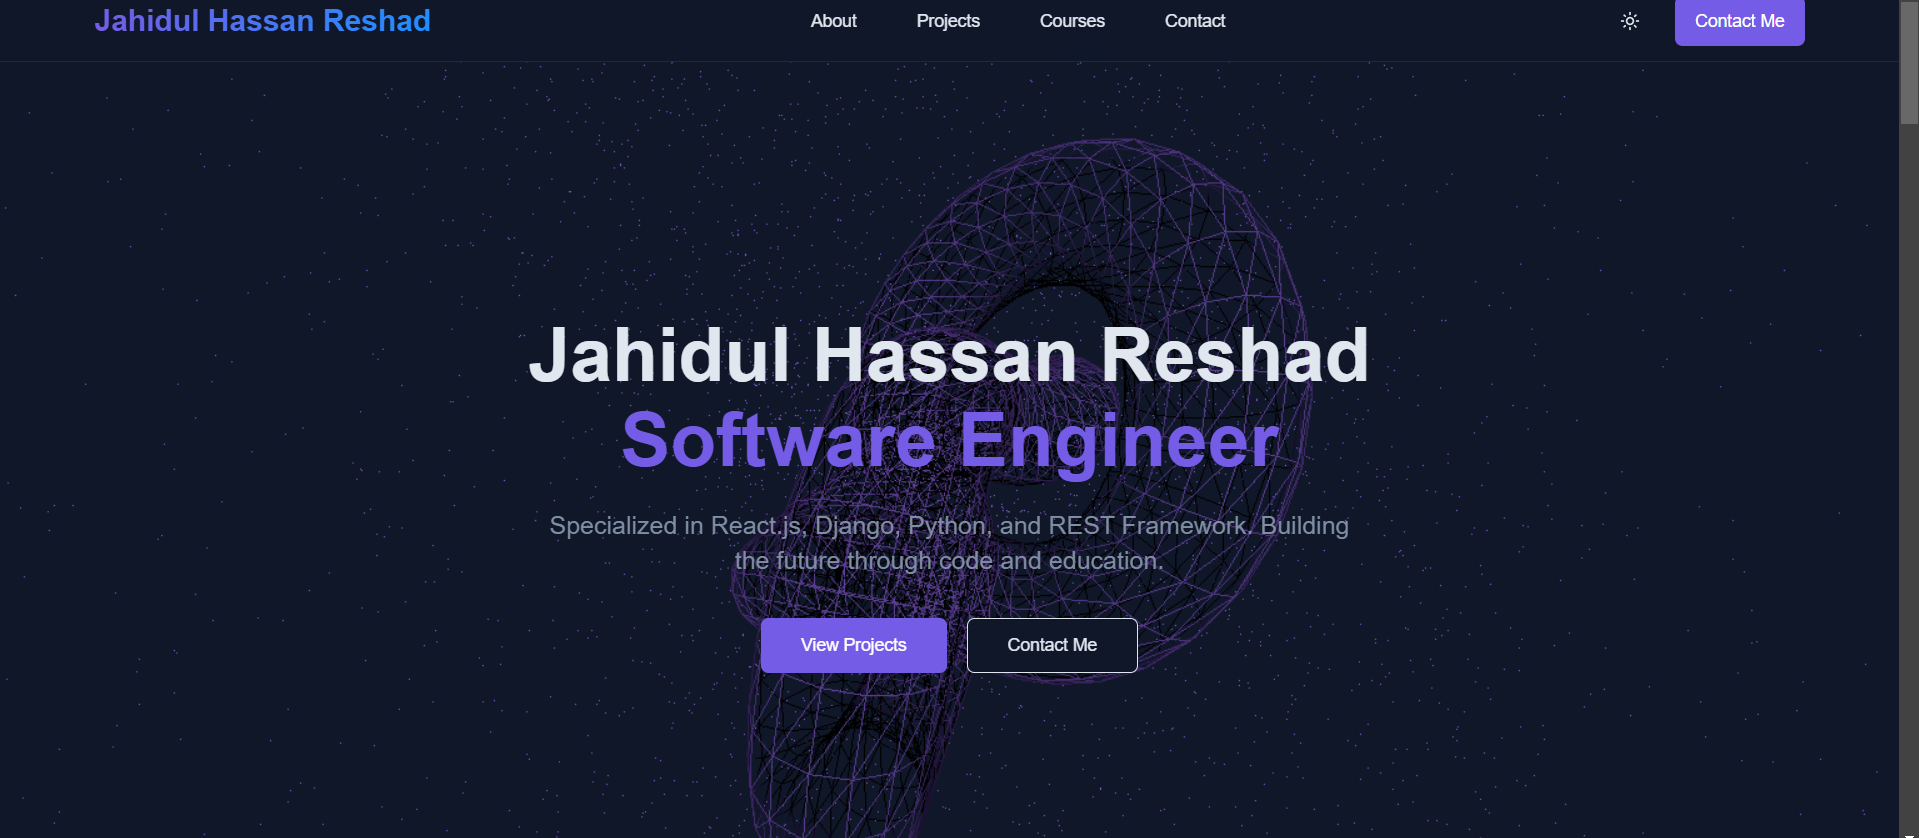 Jahidul Hassan Reshad
About Projects Courses Contact
Contact Me
Jahidul Hassan Reshad
Software Engineer
Specialized in React.js, Django, Python, and REST Framework. Building
the future through code and education.
View Projects
Contact Me